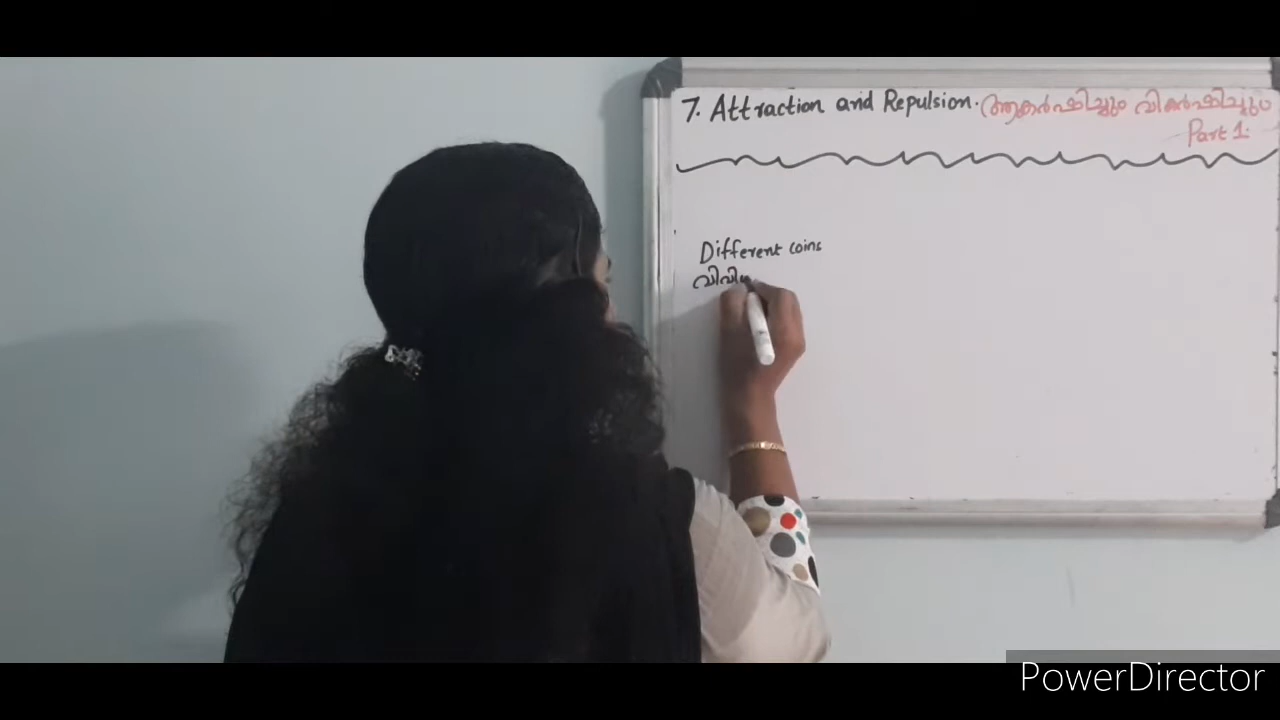 7. Attraction and Repulsion. ആകർഷിച്ചും വികർഷിച്ചും
Part 1.
Different coins
PowerDirector